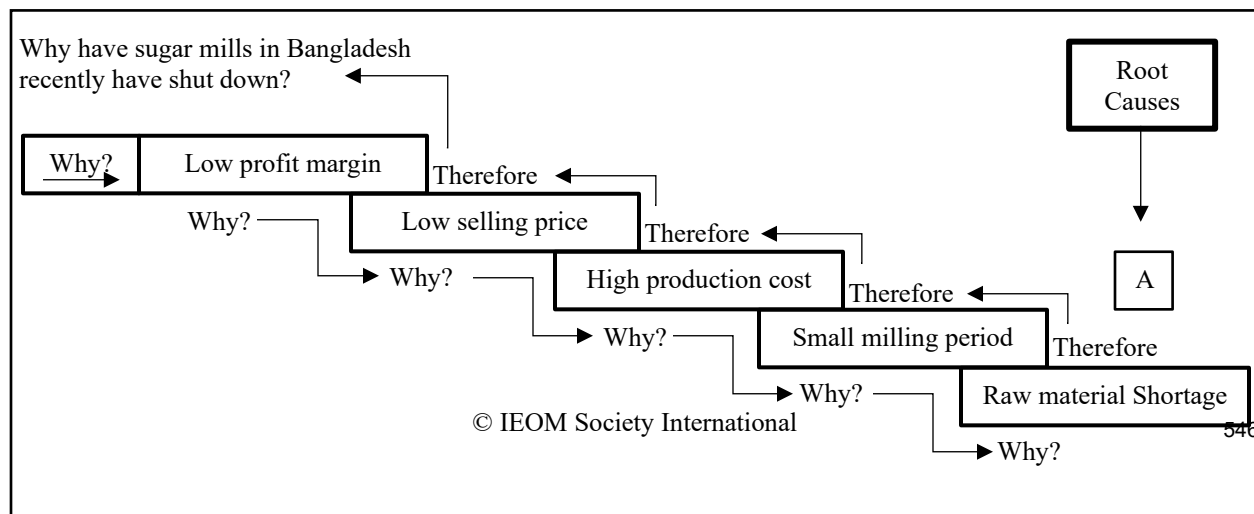 Why have sugar mills in Bangladesh
recently have shut down?
Root
Causes
Why?
Low profit margin
Therefore
Why?
Low selling price
Therefore
Why?
High production cost
Therefore
A
Why?
Small milling period
Therefore
Why?
Raw material Shortage
© IEOM Society International
546
Why?